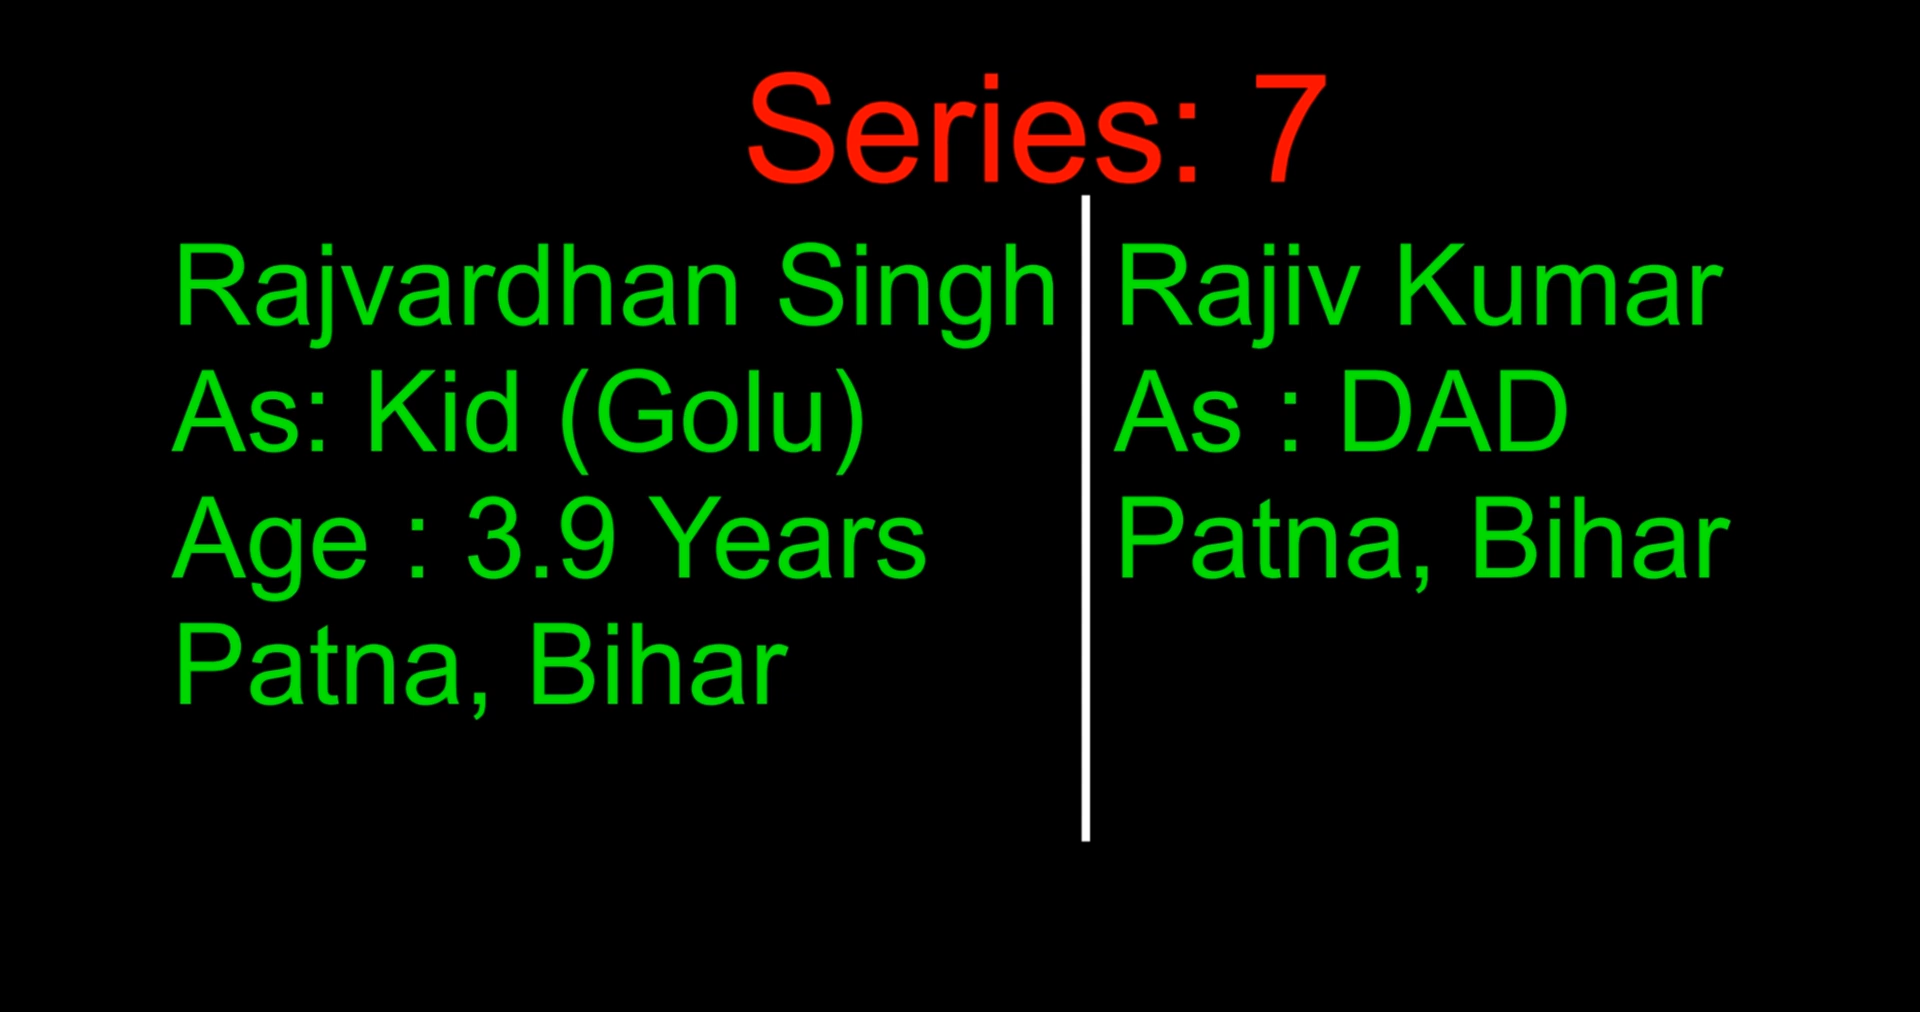 Series: 7
Rajvardhan Singh
As: Kid (Golu)
Age : 3.9 Years
Patna, Bihar
Rajiv Kumar
As : DAD
Patna, Bihar